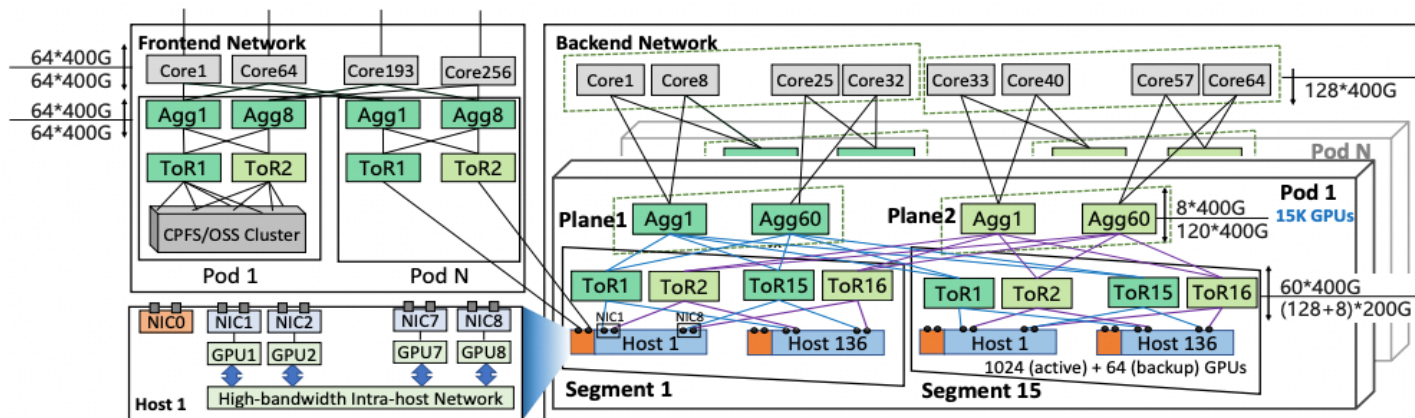 Frontend Network
64*400G
64*400G
Core1 Core64 Core193 Core256
64*400G
64*400G
Agg1 Agg8 Agg1 Agg8
ToR1 ToR2 ToR1 ToR2
CPFS/OSS Cluster
Pod 1 Pod N
NIC0 NIC1 NIC2 NIC7 NIC8
GPU1 GPU2 GPU7 GPU8
Host 1
High-bandwidth Intra-host Network
Backend Network
Core1 Core8 Core25 Core32 Core33 Core40 Core57 Core64
128*400G
Pod N
Pod 1
15K GPUs
Plane1 Agg1 Agg60 Plane2 Agg1 Agg60
8*400G
120*400G
ToR1 ToR2 ToR15 ToR16 ToR1 ToR2 ToR15 ToR16
60*400G
(128+8)*200G
NIC1 NIC8
Host 1 Host 136 Host 1 Host 136
1024 (active) + 64 (backup) GPUs
Segment 1 Segment 15